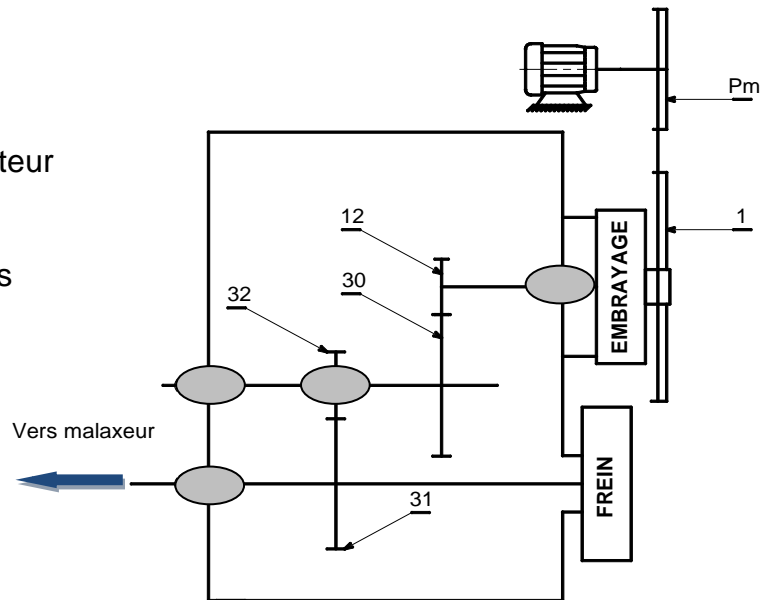 Pm
teur
1
12
EMBRAYAGE
30
s
32
Vers malaxeur
FREIN
31